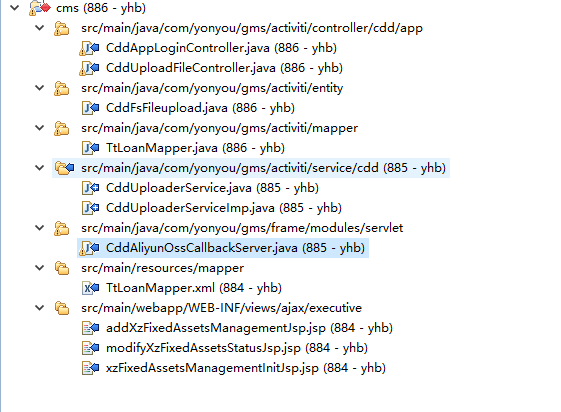 cms (886 - yhb)
src/main/java/com/yonyou/gms/activiti/controller/cdd/app
CddAppLoginController.java (886 - yhb)
CddUploadFileController.java (886 - yhb)
src/main/java/com/yonyou/gms/activiti/entity
CddFsFileupload.java (886 - yhb)
src/main/java/com/yonyou/gms/activiti/mapper
TtLoanMapper.java (886 - yhb)
src/main/java/com/yonyou/gms/activiti/service/cdd (885 - yhb)
CddUploaderService.java (885 - yhb)
CddUploaderServiceImp.java (885 - yhb)
src/main/java/com/yonyou/gms/frame/modules/servlet
CddAliyunOssCallbackServer.java (885 - yhb)
src/main/resources/mapper
TtLoanMapper.xml (884 - yhb)
src/main/webapp/WEB-INF/views/ajax/executive
addXzFixedAssetsManagementJsp.jsp (884 - yhb)
modifyXzFixedAssetsStatusJsp.jsp (884 - yhb)
xzFixedAssetsManagementInitJsp.jsp (884 - yhb)